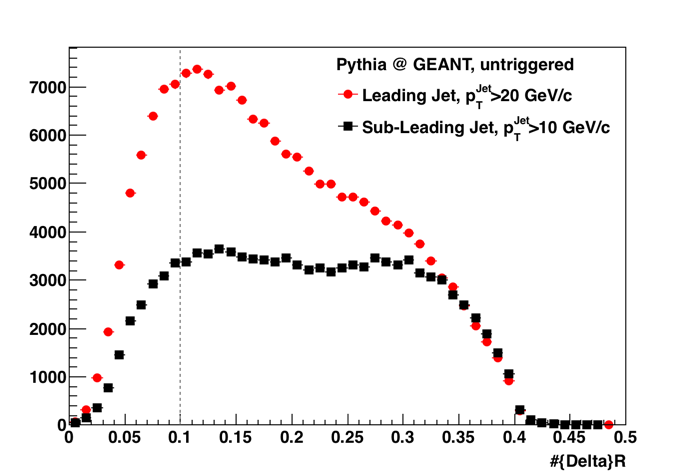 Pythia @ GEANT, untriggered
Leading Jet, p_T^Jet>20 GeV/c
Sub-Leading Jet, p_T^Jet>10 GeV/c
7000
6000
5000
4000
3000
2000
1000
0
0 0.05 0.1 0.15 0.2 0.25 0.3 0.35 0.4 0.45 0.5
#{Delta}R